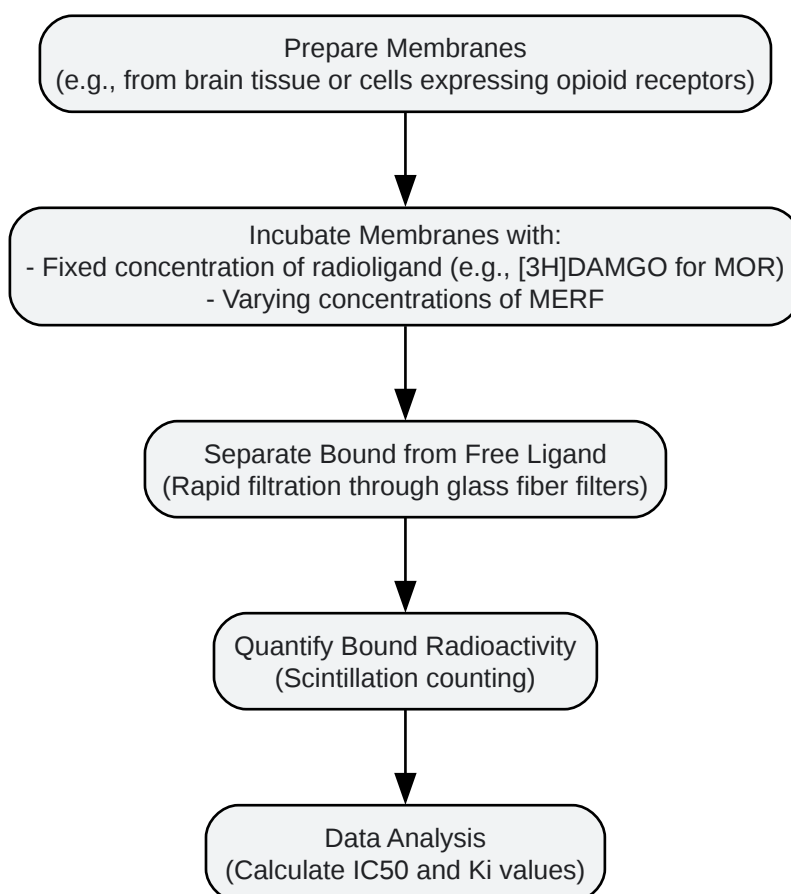 Prepare Membranes
(e.g., from brain tissue or cells expressing opioid receptors)
Incubate Membranes with:
- Fixed concentration of radioligand (e.g., [3H]DAMGO for MOR)
- Varying concentrations of MERF
Separate Bound from Free Ligand
(Rapid filtration through glass fiber filters)
Quantify Bound Radioactivity
(Scintillation counting)
Data Analysis
(Calculate IC50 and Ki values)